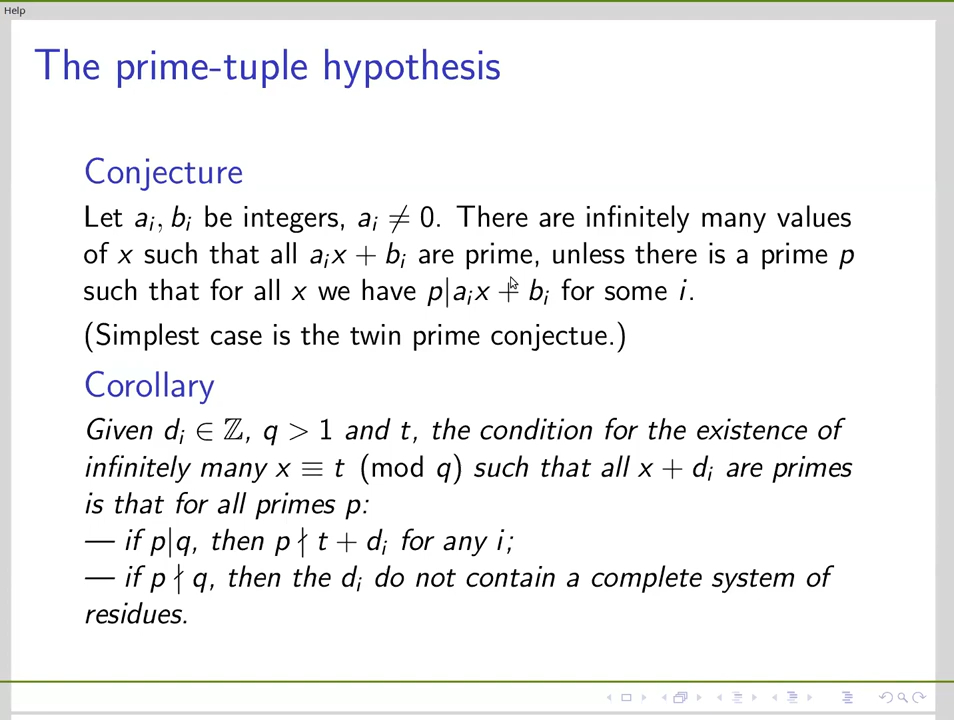 Help
The prime-tuple hypothesis
Conjecture
Let aᵢ, bᵢ be integers, aᵢ ≠ 0. There are infinitely many values
of x such that all aᵢx + bᵢ are prime, unless there is a prime p
such that for all x we have p|aᵢx + bᵢ for some i.
(Simplest case is the twin prime conjectue.)
Corollary
Given dᵢ ∈ ℤ, q > 1 and t, the condition for the existence of
infinitely many x ≡ t (mod q) such that all x + dᵢ are primes
is that for all primes p:
— if p|q, then p ∤ t + dᵢ for any i;
— if p ∤ q, then the dᵢ do not contain a complete system of
residues.